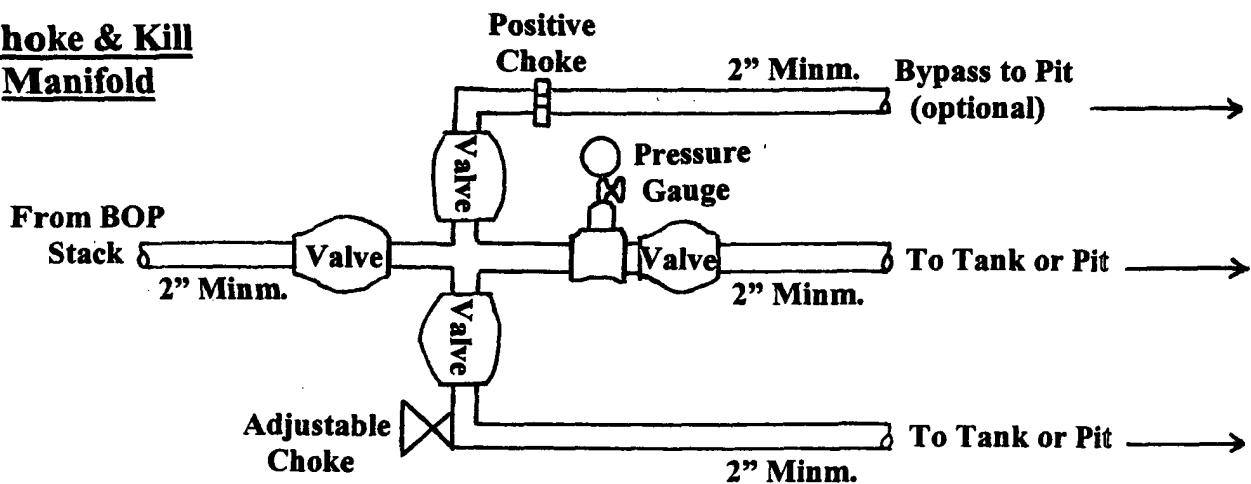 hoke & Kill
Manifold
Positive
Choke
2” Minm.
Bypass to Pit
(optional)
Valve
Pressure
Gauge
From BOP
Stack
Valve
2” Minm.
Valve
2” Minm.
To Tank or Pit
Valve
Adjustable
Choke
2” Minm.
To Tank or Pit